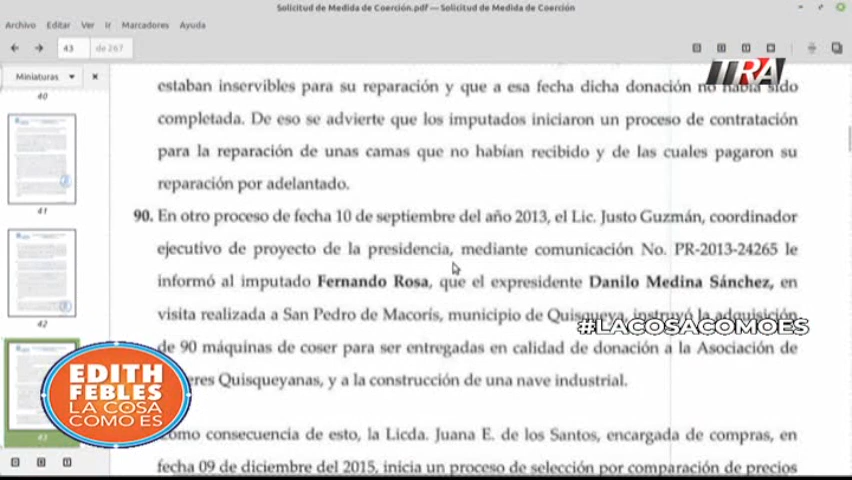 Solicitud de Medida de Coerción.pdf — Solicitud de Medida de Coerción
Archivo Editar Ver Ir Marcadores Ayuda
43 de 267
Miniaturas
40
41
42
43
ITRA
estaban inservibles para su reparación y que a esa fecha dicha donación no había sido
completada. De eso se advierte que los imputados iniciaron un proceso de contratación
para la reparación de unas camas que no habían recibido y de las cuales pagaron su
reparación por adelantado.
90. En otro proceso de fecha 10 de septiembre del año 2013, el Lic. Justo Guzmán, coordinador
ejecutivo de proyecto de la presidencia, mediante comunicación No. PR-2013-24265 le
informó al imputado Fernando Rosa, que el expresidente Danilo Medina Sánchez, en
visita realizada a San Pedro de Macorís, municipio de Quisqueya, instruyó la adquisición
#LACOSACOMOES
de 90 máquinas de coser para ser entregadas en calidad de donación a la Asociación de
eres Quisqueyanas, y a la construcción de una nave industrial.
como consecuencia de esto, la Licda. Juana E. de los Santos, encargada de compras, en
fecha 09 de diciembre del 2015, inicia un proceso de selección por comparación de precios
EDITH
FEBLES
LA COSA
COMO ES